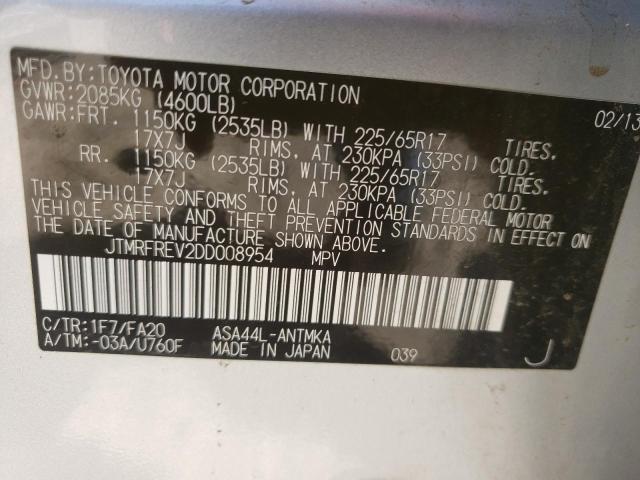 MFD. BY: TOYOTA MOTOR CORPORATION 02/13
GVWR: 2085KG (4600LB)
GAWR: FRT. 1150KG (2535LB) WITH 225/65R17 TIRES,
17X7J RIMS, AT 230KPA (33PSI) COLD.
RR. 1150KG (2535LB) WITH 225/65R17 TIRES,
17X7J RIMS, AT 230KPA (33PSI) COLD.
THIS VEHICLE CONFORMS TO ALL APPLICABLE FEDERAL MOTOR
VEHICLE SAFETY AND THEFT PREVENTION STANDARDS IN EFFECT ON
THE DATE OF MANUFACTURE SHOWN ABOVE.
JTMRFREV2DD008954 MPV
C/TR: 1F7/FA20 ASA44L-ANTMKA
A/TM: -03A/U760F MADE IN JAPAN 039 J